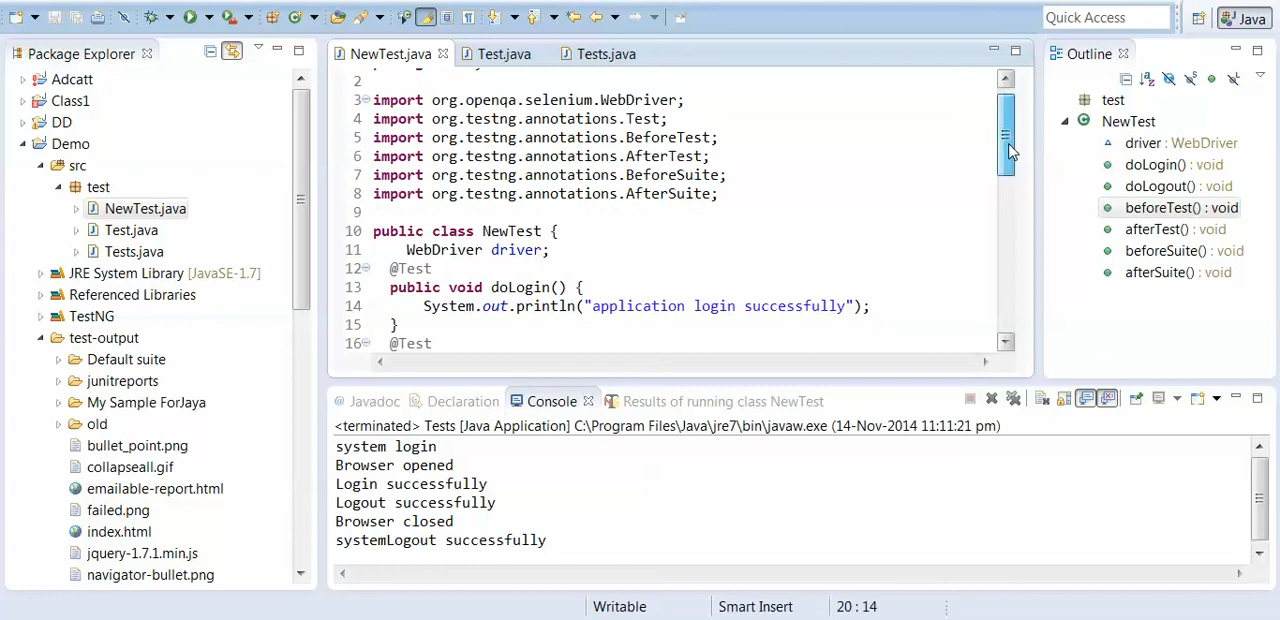 Quick Access
Java
Package Explorer
Adcatt
Class1
DD
Demo
src
test
NewTest.java
Test.java
Tests.java
JRE System Library [JavaSE-1.7]
Referenced Libraries
TestNG
test-output
Default suite
junitreports
My Sample ForJaya
old
bullet_point.png
collapseall.gif
emailable-report.html
failed.png
index.html
jquery-1.7.1.min.js
navigator-bullet.png
NewTest.java Test.java Tests.java
2
3 import org.openqa.selenium.WebDriver;
4 import org.testng.annotations.Test;
5 import org.testng.annotations.BeforeTest;
6 import org.testng.annotations.AfterTest;
7 import org.testng.annotations.BeforeSuite;
8 import org.testng.annotations.AfterSuite;
9
10 public class NewTest {
11 WebDriver driver;
12 @Test
13 public void doLogin() {
14 System.out.println("application login successfully");
15 }
16 @Test
Outline
test
NewTest
driver : WebDriver
doLogin() : void
doLogout() : void
beforeTest() : void
afterTest() : void
beforeSuite() : void
afterSuite() : void
@ Javadoc Declaration Console Results of running class NewTest
<terminated> Tests [Java Application] C:\Program Files\Java\jre7\bin\javaw.exe (14-Nov-2014 11:11:21 pm)
system login
Browser opened
Login successfully
Logout successfully
Browser closed
systemLogout successfully
Writable Smart Insert 20 : 14